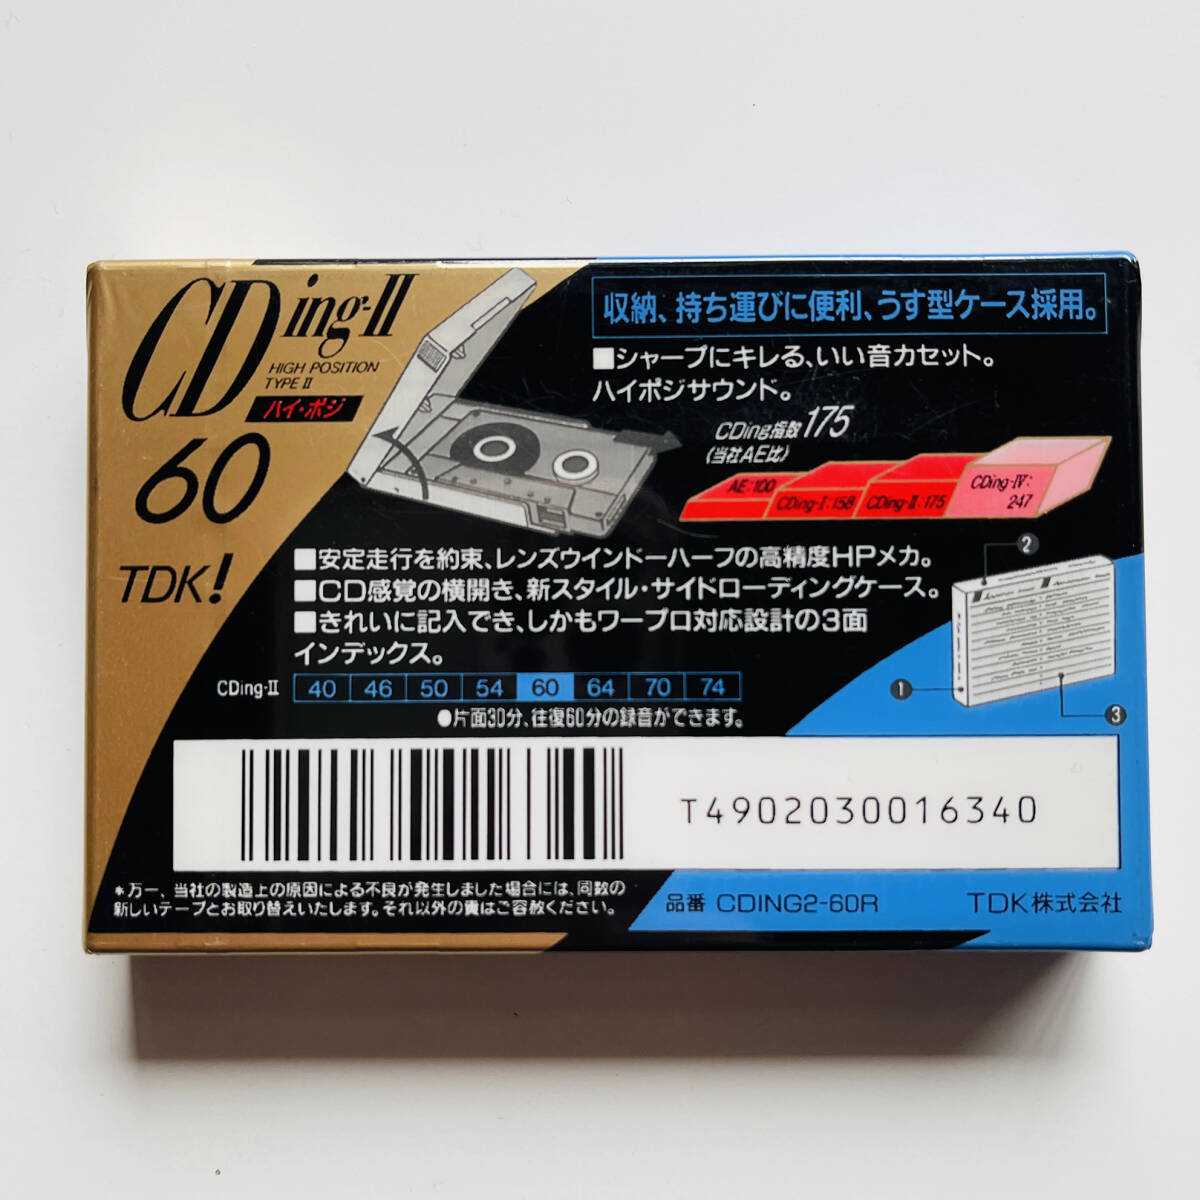 CDing-II
HIGH POSITION
TYPE II
ハイ・ポジ
60
TDK!
収納、持ち運びに便利、うす型ケース採用。
■シャープにキレる、いい音カセット。
ハイポジサウンド。
CDing指数175
(当社AE比)
AE:100
CDing-I:158
CDing-II:175
CDing-IV:
247
■安定走行を約束、レンズウインドーハーフの高精度HPメカ。
■CD感覚の横開き、新スタイル・サイドローディングケース。
■きれいに記入でき、しかもワープロ対応設計の3面
インデックス。
1
2
3
CDing-II 40 46 50 54 60 64 70 74
●片面30分、往復60分の録音ができます。
T4902030016340
*万一、当社の製造上の原因による不良が発生しました場合には、同数の
新しいテープとお取り替えいたします。それ以外の責はご容赦ください。
品番 CDING2-60R
TDK株式会社